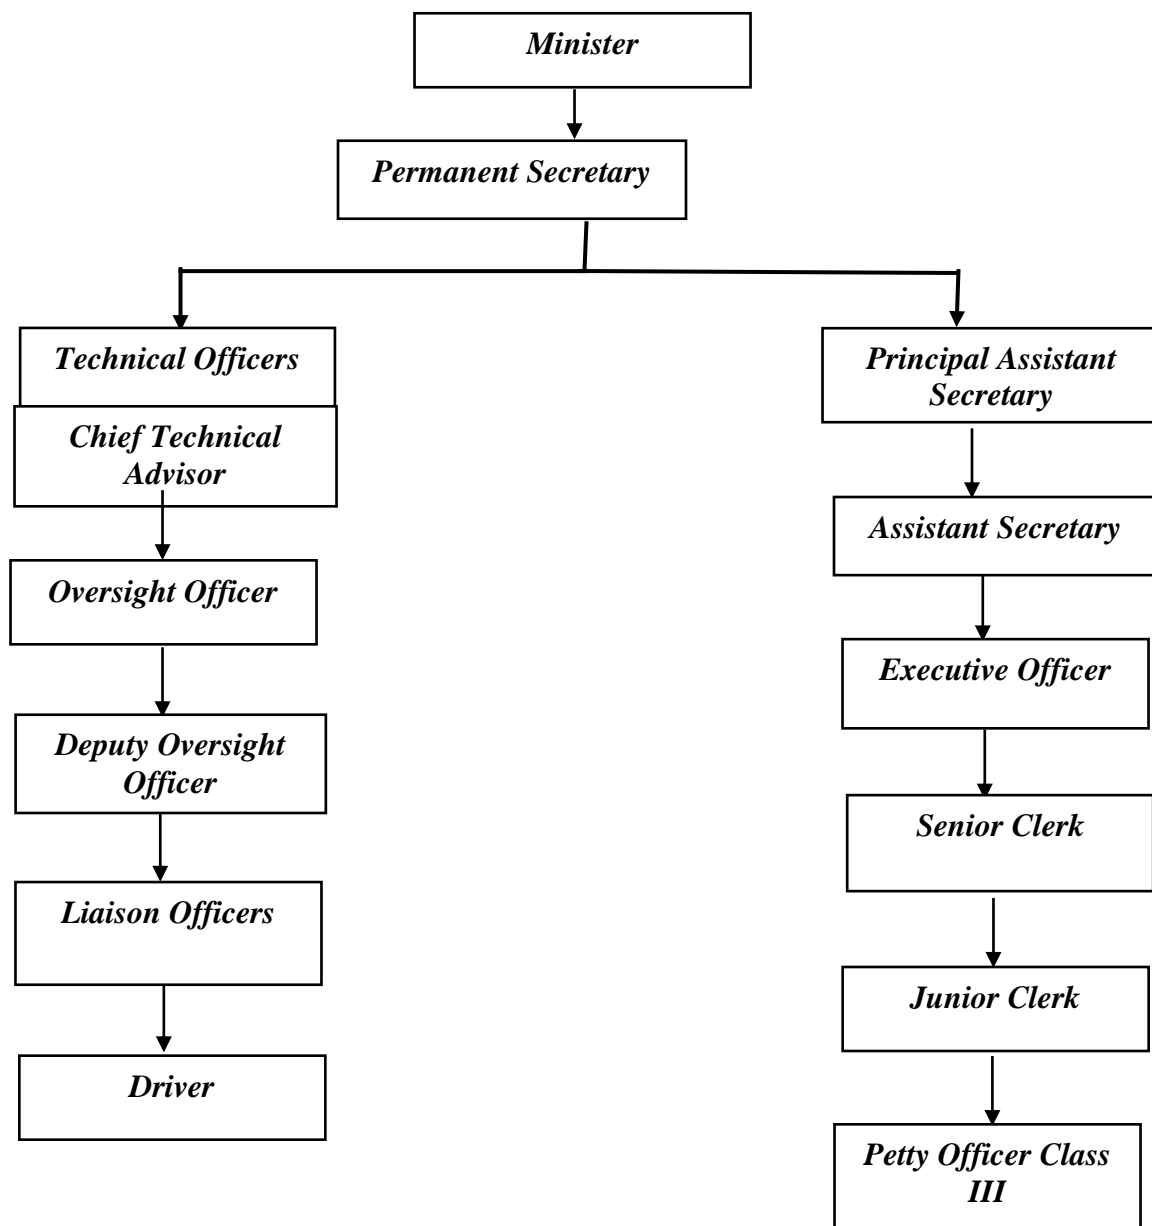 Minister
Permanent Secretary
Technical Officers
Chief Technical
Advisor
Oversight Officer
Deputy Oversight
Officer
Liaison Officers
Driver
Principal Assistant
Secretary
Assistant Secretary
Executive Officer
Senior Clerk
Junior Clerk
Petty Officer Class
III